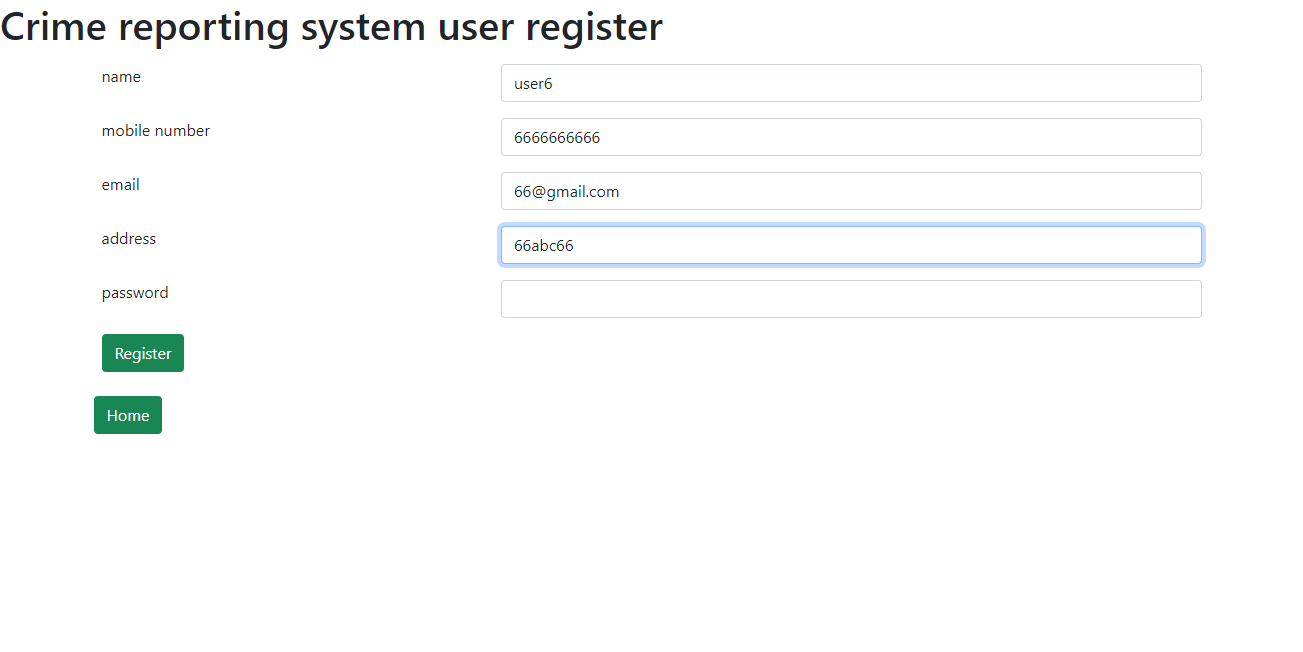 Crime reporting system user register
name user6
mobile number 6666666666
email 66@gmail.com
address 66abc66
password
Register
Home